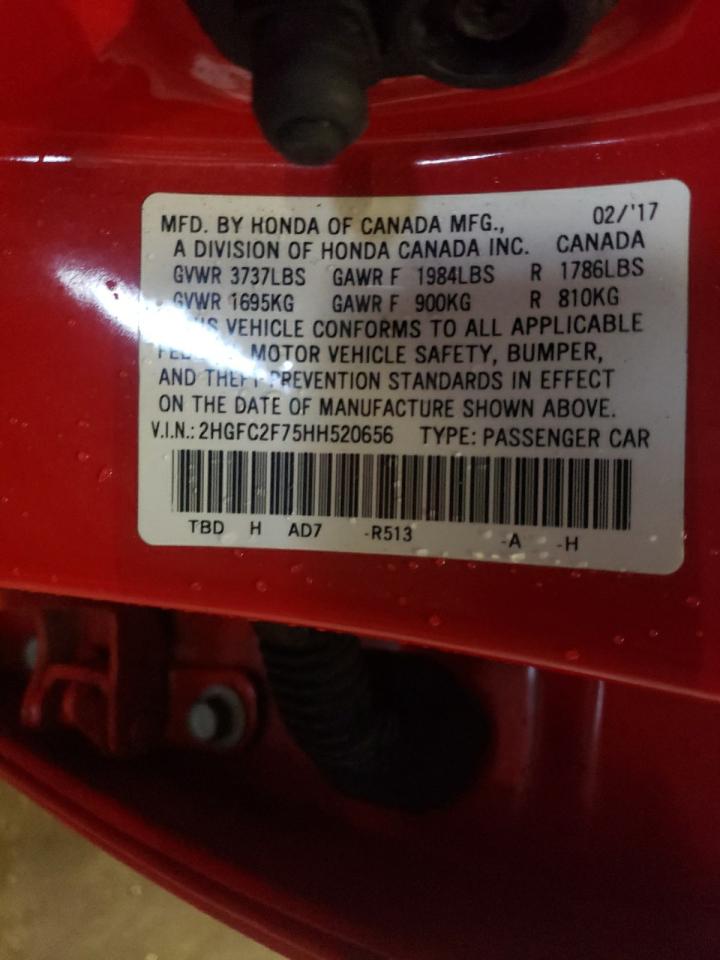 MFD. BY HONDA OF CANADA MFG., 02/'17
A DIVISION OF HONDA CANADA INC. CANADA
GVWR 3737LBS GAWR F 1984LBS R 1786LBS
GVWR 1695KG GAWR F 900KG R 810KG
THIS VEHICLE CONFORMS TO ALL APPLICABLE
FEDERAL MOTOR VEHICLE SAFETY, BUMPER,
AND THEFT PREVENTION STANDARDS IN EFFECT
ON THE DATE OF MANUFACTURE SHOWN ABOVE.
V.I.N.: 2HGFC2F75HH520656 TYPE: PASSENGER CAR
TBD H AD7 -R513 -A -H